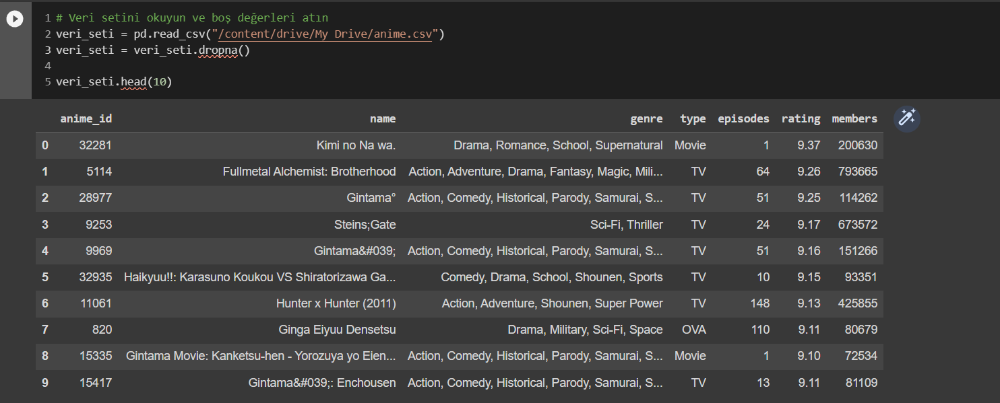 1 # Veri setini okuyun ve boş değerleri atın
2 veri_seti = pd.read_csv("/content/drive/My Drive/anime.csv")
3 veri_seti = veri_seti.dropna()
4
5 veri_seti.head(10)
anime_id name genre type episodes rating members
0 32281 Kimi no Na wa. Drama, Romance, School, Supernatural Movie 1 9.37 200630
1 5114 Fullmetal Alchemist: Brotherhood Action, Adventure, Drama, Fantasy, Magic, Mili... TV 64 9.26 793665
2 28977 Gintama° Action, Comedy, Historical, Parody, Samurai, S... TV 51 9.25 114262
3 9253 Steins;Gate Sci-Fi, Thriller TV 24 9.17 673572
4 9969 Gintama&#039; Action, Comedy, Historical, Parody, Samurai, S... TV 51 9.16 151266
5 32935 Haikyuu!!: Karasuno Koukou VS Shiratorizawa Ga... Comedy, Drama, School, Shounen, Sports TV 10 9.15 93351
6 11061 Hunter x Hunter (2011) Action, Adventure, Shounen, Super Power TV 148 9.13 425855
7 820 Ginga Eiyuu Densetsu Drama, Military, Sci-Fi, Space OVA 110 9.11 80679
8 15335 Gintama Movie: Kanketsu-hen - Yorozuya yo Eien... Action, Comedy, Historical, Parody, Samurai, S... Movie 1 9.10 72534
9 15417 Gintama&#039;: Enchousen Action, Comedy, Historical, Parody, Samurai, S... TV 13 9.11 81109